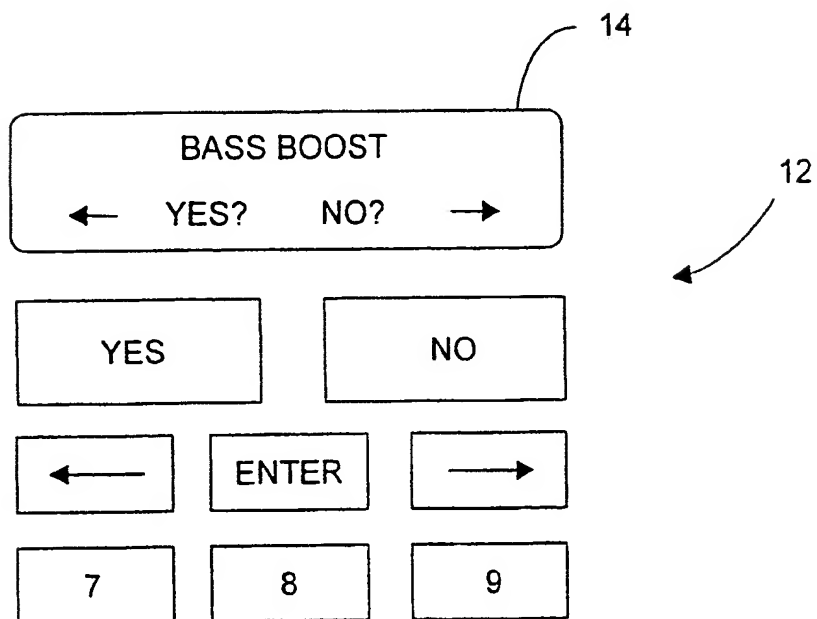 14
BASS BOOST
← YES? NO? →
12
YES NO
← ENTER →
7 8 9